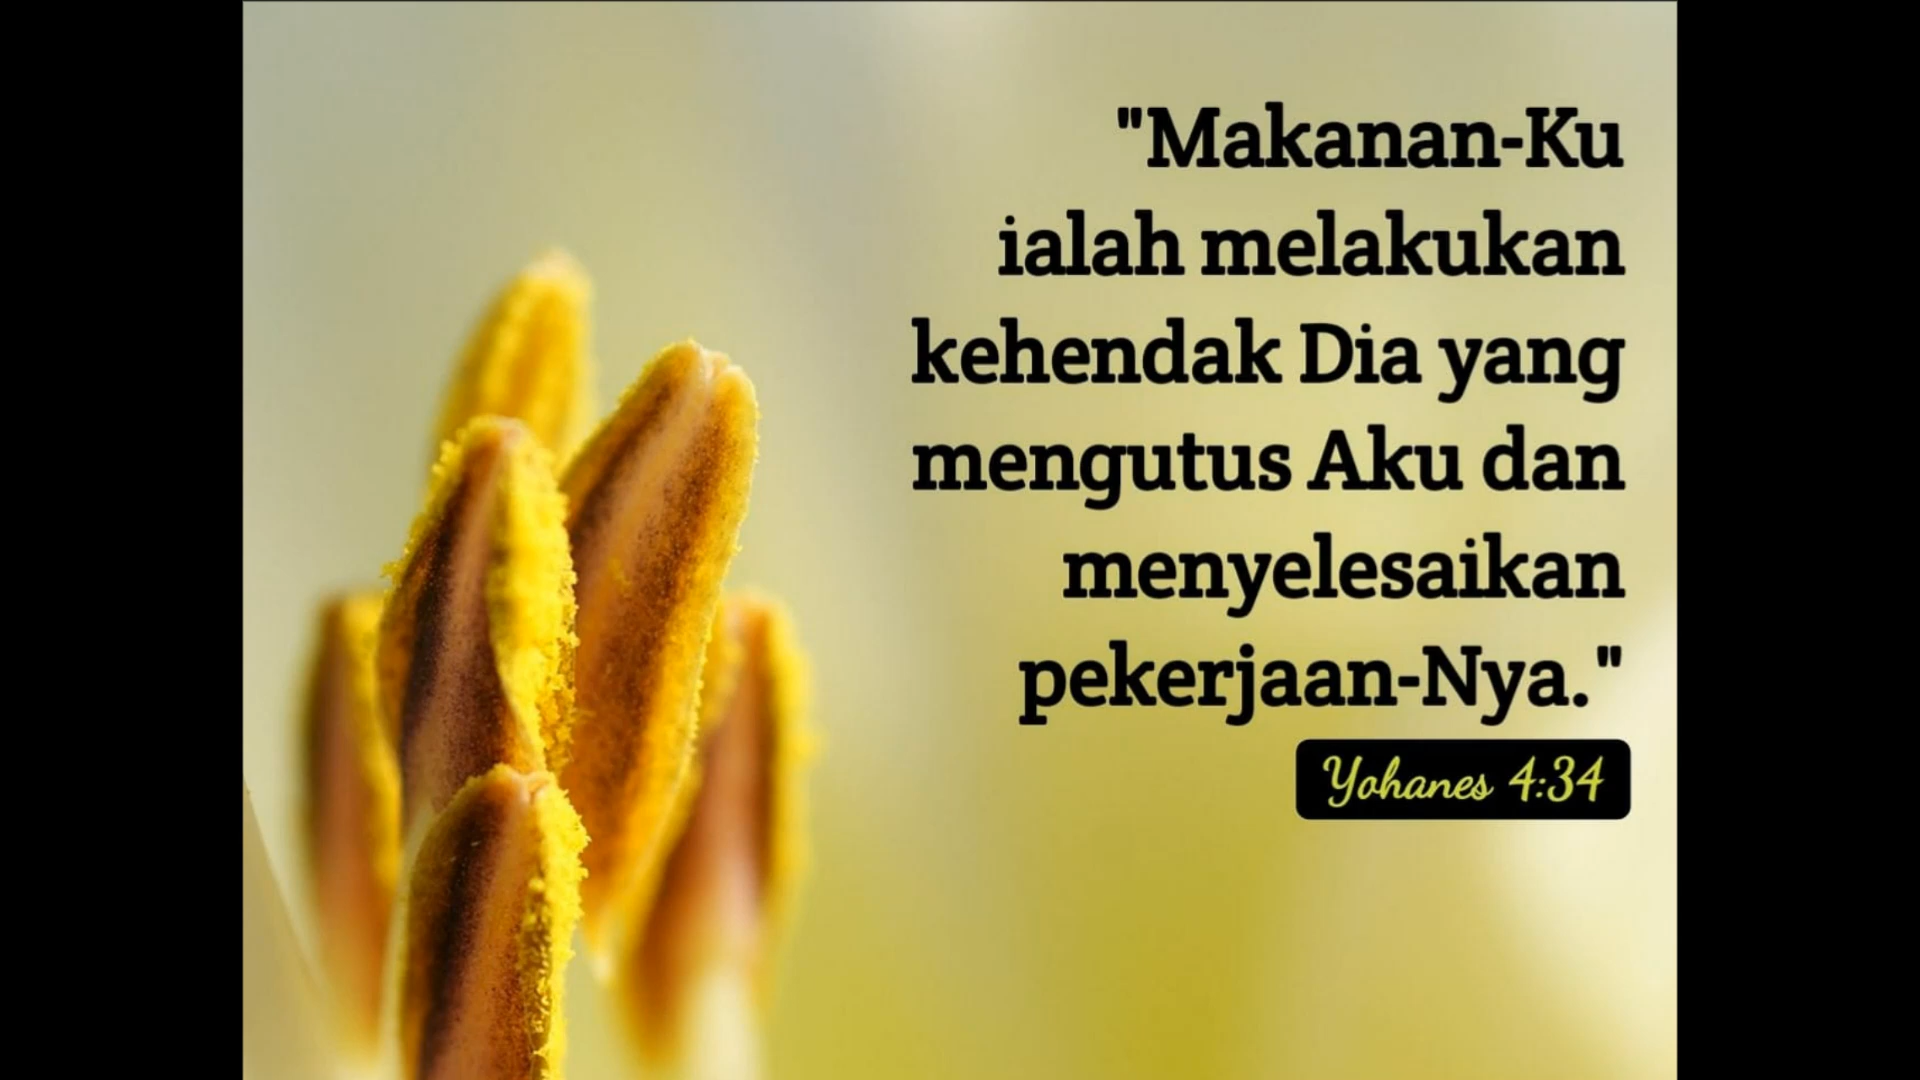 "Makanan-Ku
ialah melakukan
kehendak Dia yang
mengutus Aku dan
menyelesaikan
pekerjaan-Nya."
Yohanes 4:34